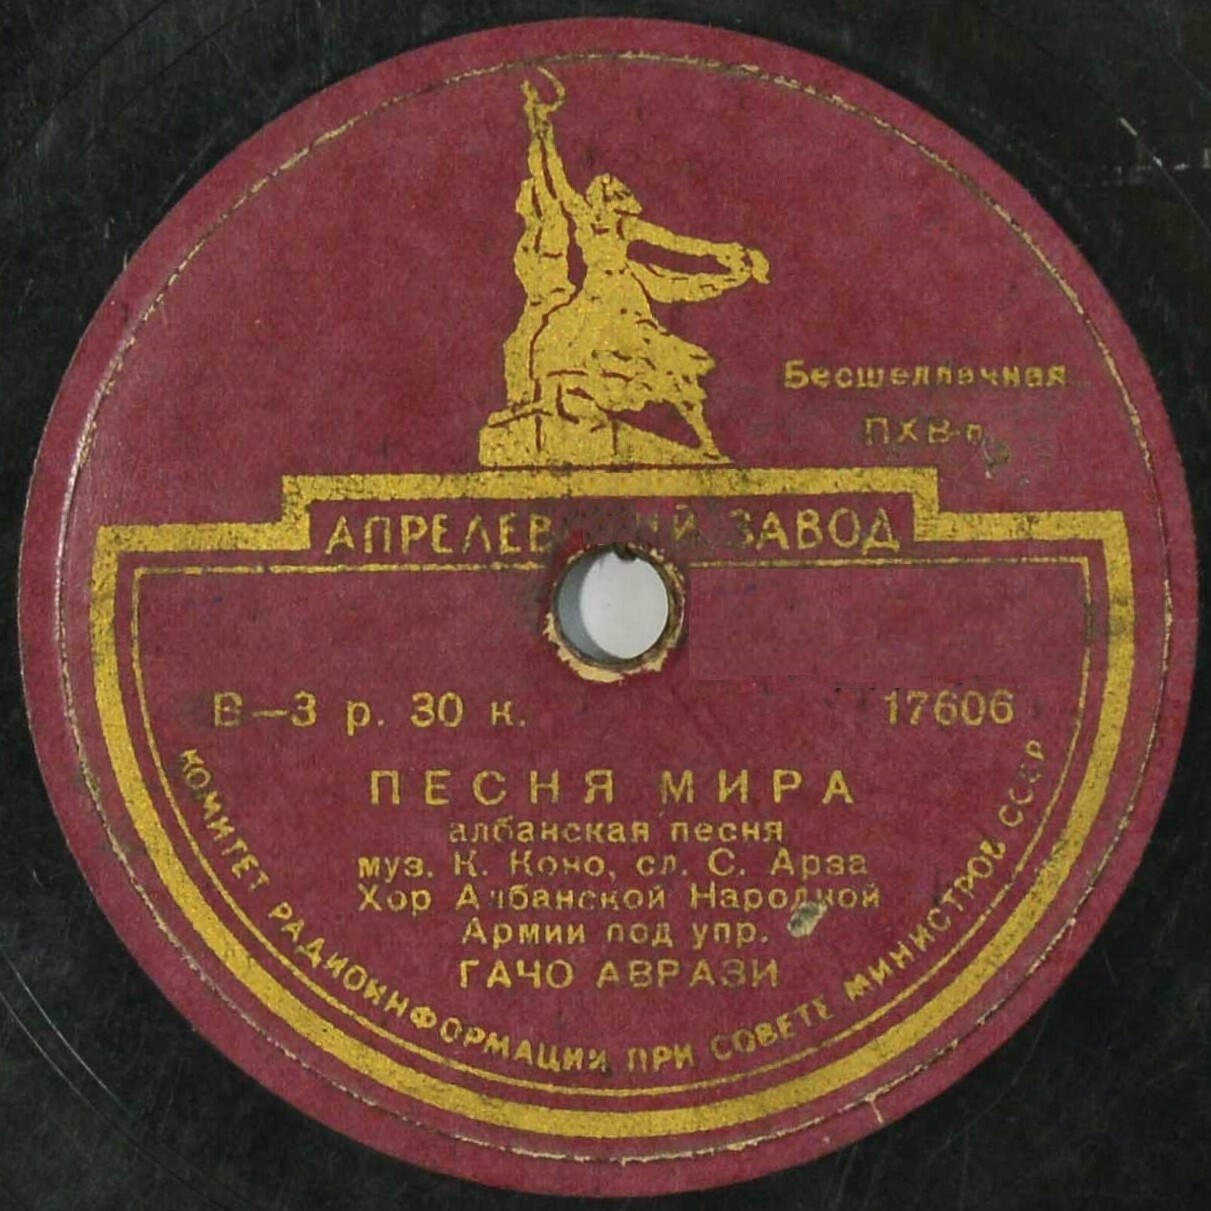 Бесшеллачная
ПХВ-п
АПРЕЛЕВСКИЙ ЗАВОД
В—3 р. 30 к.
17606
ПЕСНЯ МИРА
албанская песня
муз. К. Коно, сл. С. Арза
Хор Албанской Народной
Армии под упр.
ГАЧО АВРАЗИ
КОМИТЕТ РАДИОИНФОРМАЦИИ ПРИ СОВЕТЕ МИНИСТРОВ СССР